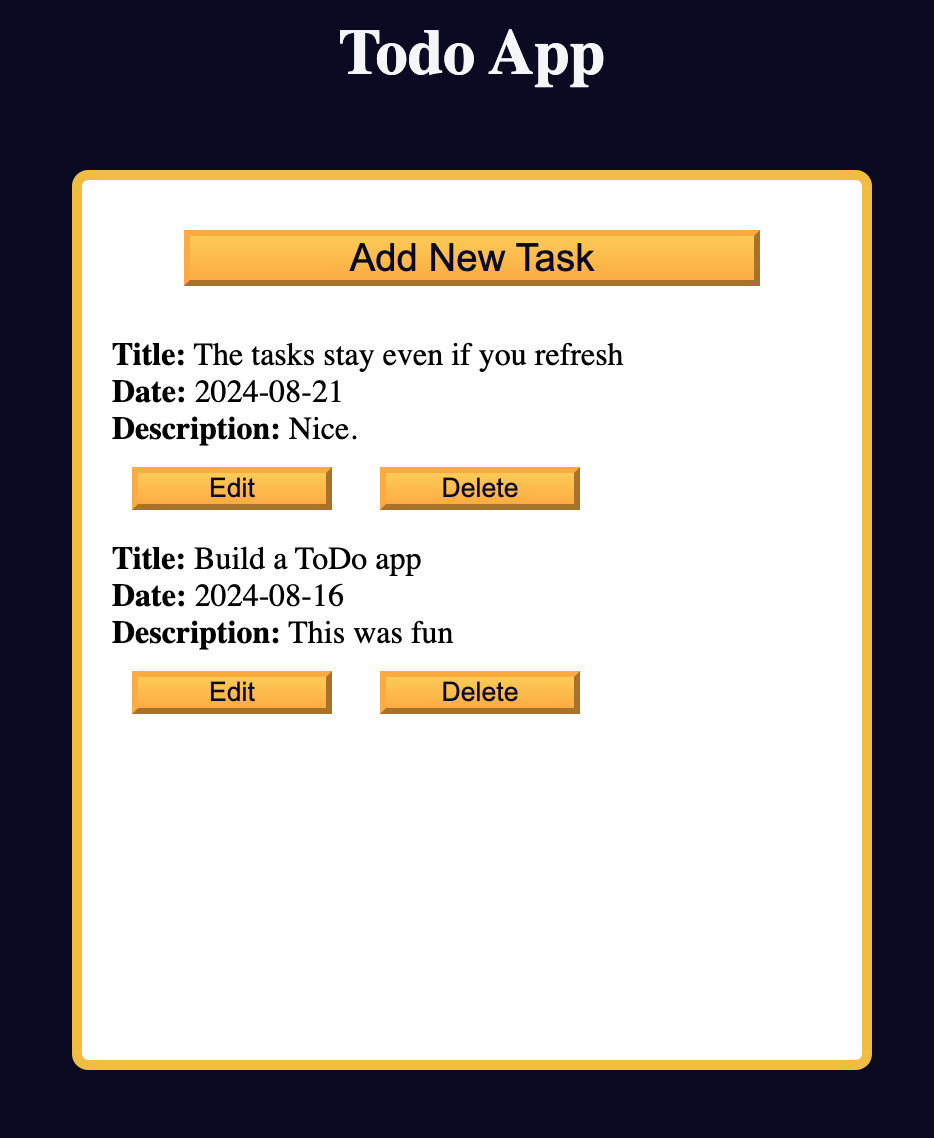 Todo App
Add New Task
Title: The tasks stay even if you refresh
Date: 2024-08-21
Description: Nice.
Edit Delete
Title: Build a ToDo app
Date: 2024-08-16
Description: This was fun
Edit Delete